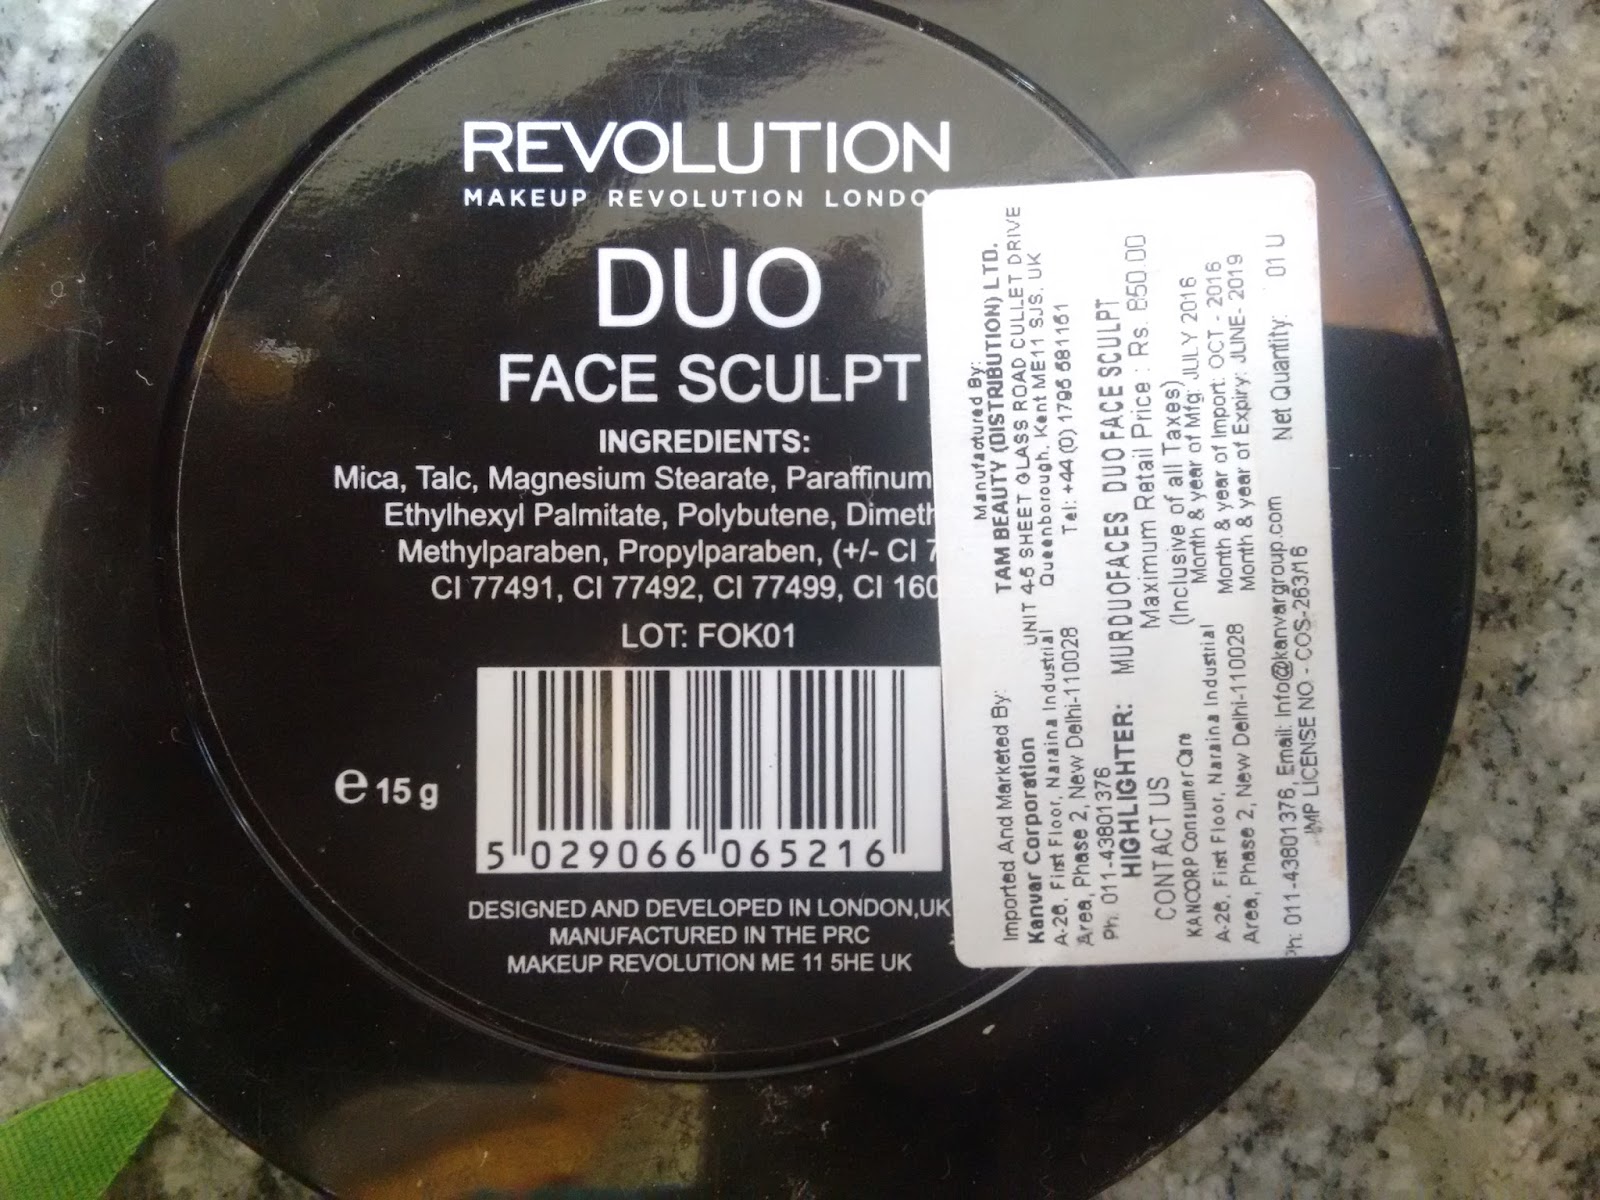 REVOLUTION
MAKEUP REVOLUTION LONDO
DUO
FACE SCULPT
INGREDIENTS:
Mica, Talc, Magnesium Stearate, Paraffinum
Ethylhexyl Palmitate, Polybutene, Dimeth
Methylparaben, Propylparaben, (+/- CI 7
CI 77491, CI 77492, CI 77499, CI 160
LOT: FOK01
e 15 g
5 029066 065216
DESIGNED AND DEVELOPED IN LONDON,UK
MANUFACTURED IN THE PRC
MAKEUP REVOLUTION ME 11 5HE UK
Manufactured By:
TAM BEAUTY (DISTRIBUTION) LTD.
UNIT 4-5 SHEET GLASS ROAD CULLET DRIVE
Queenborough, Kent ME11 SJS, UK
Tel: +44 (0) 1795 581161
Imported And Marketed By:
Kanvar Corporation
A-26, First Floor, Naraina Industrial
Area, Phase 2, New Delhi-110028
Ph: 011-43801376
HIGHLIGHTER: MURDUOFACES DUO FACE SCULPT
Maximum Retail Price : Rs. 850.00
(Inclusive of all Taxes)
Month & year of Mfg: JULY 2016
Month & year of Import: OCT - 2016
Month & year of Expiry: JUNE- 2019
Net Quantity: 01 U
CONTACT US
KANCORP Consumer Care
A-26, First Floor, Naraina Industrial
Area, Phase 2, New Delhi-110028
Ph: 011-43801376, Email: Info@kanvargroup.com
IMP LICENSE NO - COS-263/16